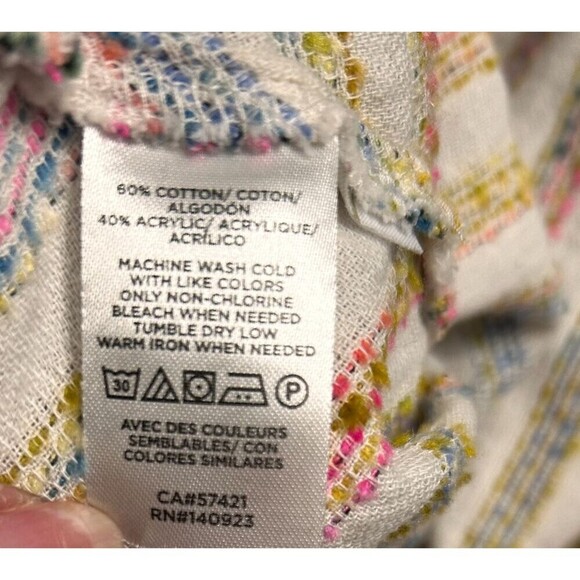 60% COTTON/ COTON/
ALGODÓN
40% ACRYLIC/ ACRYLIQUE/
ACRÍLICO
MACHINE WASH COLD
WITH LIKE COLORS
ONLY NON-CHLORINE
BLEACH WHEN NEEDED
TUMBLE DRY LOW
WARM IRON WHEN NEEDED
30 P
AVEC DES COULEURS
SEMBLABLES/ CON
COLORES SIMILARES
CA#57421
RN#140923